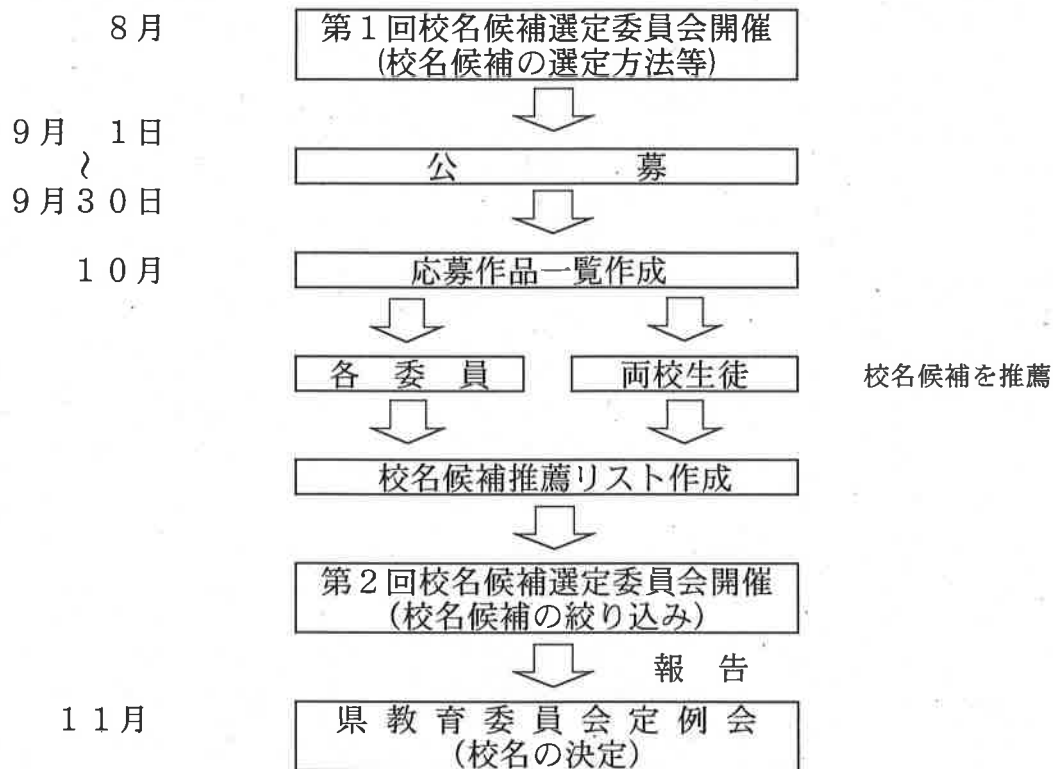 8月
第1回校名候補選定委員会開催
(校名候補の選定方法等)
9月 1日
~
9月30日
公 募
10月
応募作品一覧作成
各 委 員
両校生徒
校名候補を推薦
校名候補推薦リスト作成
第2回校名候補選定委員会開催
(校名候補の絞り込み)
報 告
11月
県教育委員会定例会
(校名の決定)